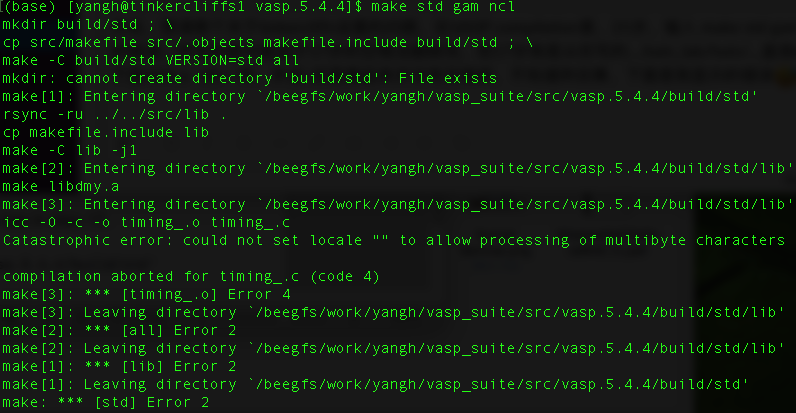 (base) [yangh@tinkercliffs1 vasp.5.4.4]$ make std gam ncl
mkdir build/std ; \
cp src/makefile src/.objects makefile.include build/std ; \
make -C build/std VERSION=std all
mkdir: cannot create directory 'build/std': File exists
make[1]: Entering directory `/beegfs/work/yangh/vasp_suite/src/vasp.5.4.4/build/std'
rsync -ru ../../src/lib .
cp makefile.include lib
make -C lib -j1
make[2]: Entering directory `/beegfs/work/yangh/vasp_suite/src/vasp.5.4.4/build/std/lib'
make libdmy.a
make[3]: Entering directory `/beegfs/work/yangh/vasp_suite/src/vasp.5.4.4/build/std/lib'
icc -O -c -o timing_.o timing_.c
Catastrophic error: could not set locale "" to allow processing of multibyte characters

compilation aborted for timing_.c (code 4)
make[3]: *** [timing_.o] Error 4
make[3]: Leaving directory `/beegfs/work/yangh/vasp_suite/src/vasp.5.4.4/build/std/lib'
make[2]: *** [all] Error 2
make[2]: Leaving directory `/beegfs/work/yangh/vasp_suite/src/vasp.5.4.4/build/std/lib'
make[1]: *** [lib] Error 2
make[1]: Leaving directory `/beegfs/work/yangh/vasp_suite/src/vasp.5.4.4/build/std'
make: *** [std] Error 2